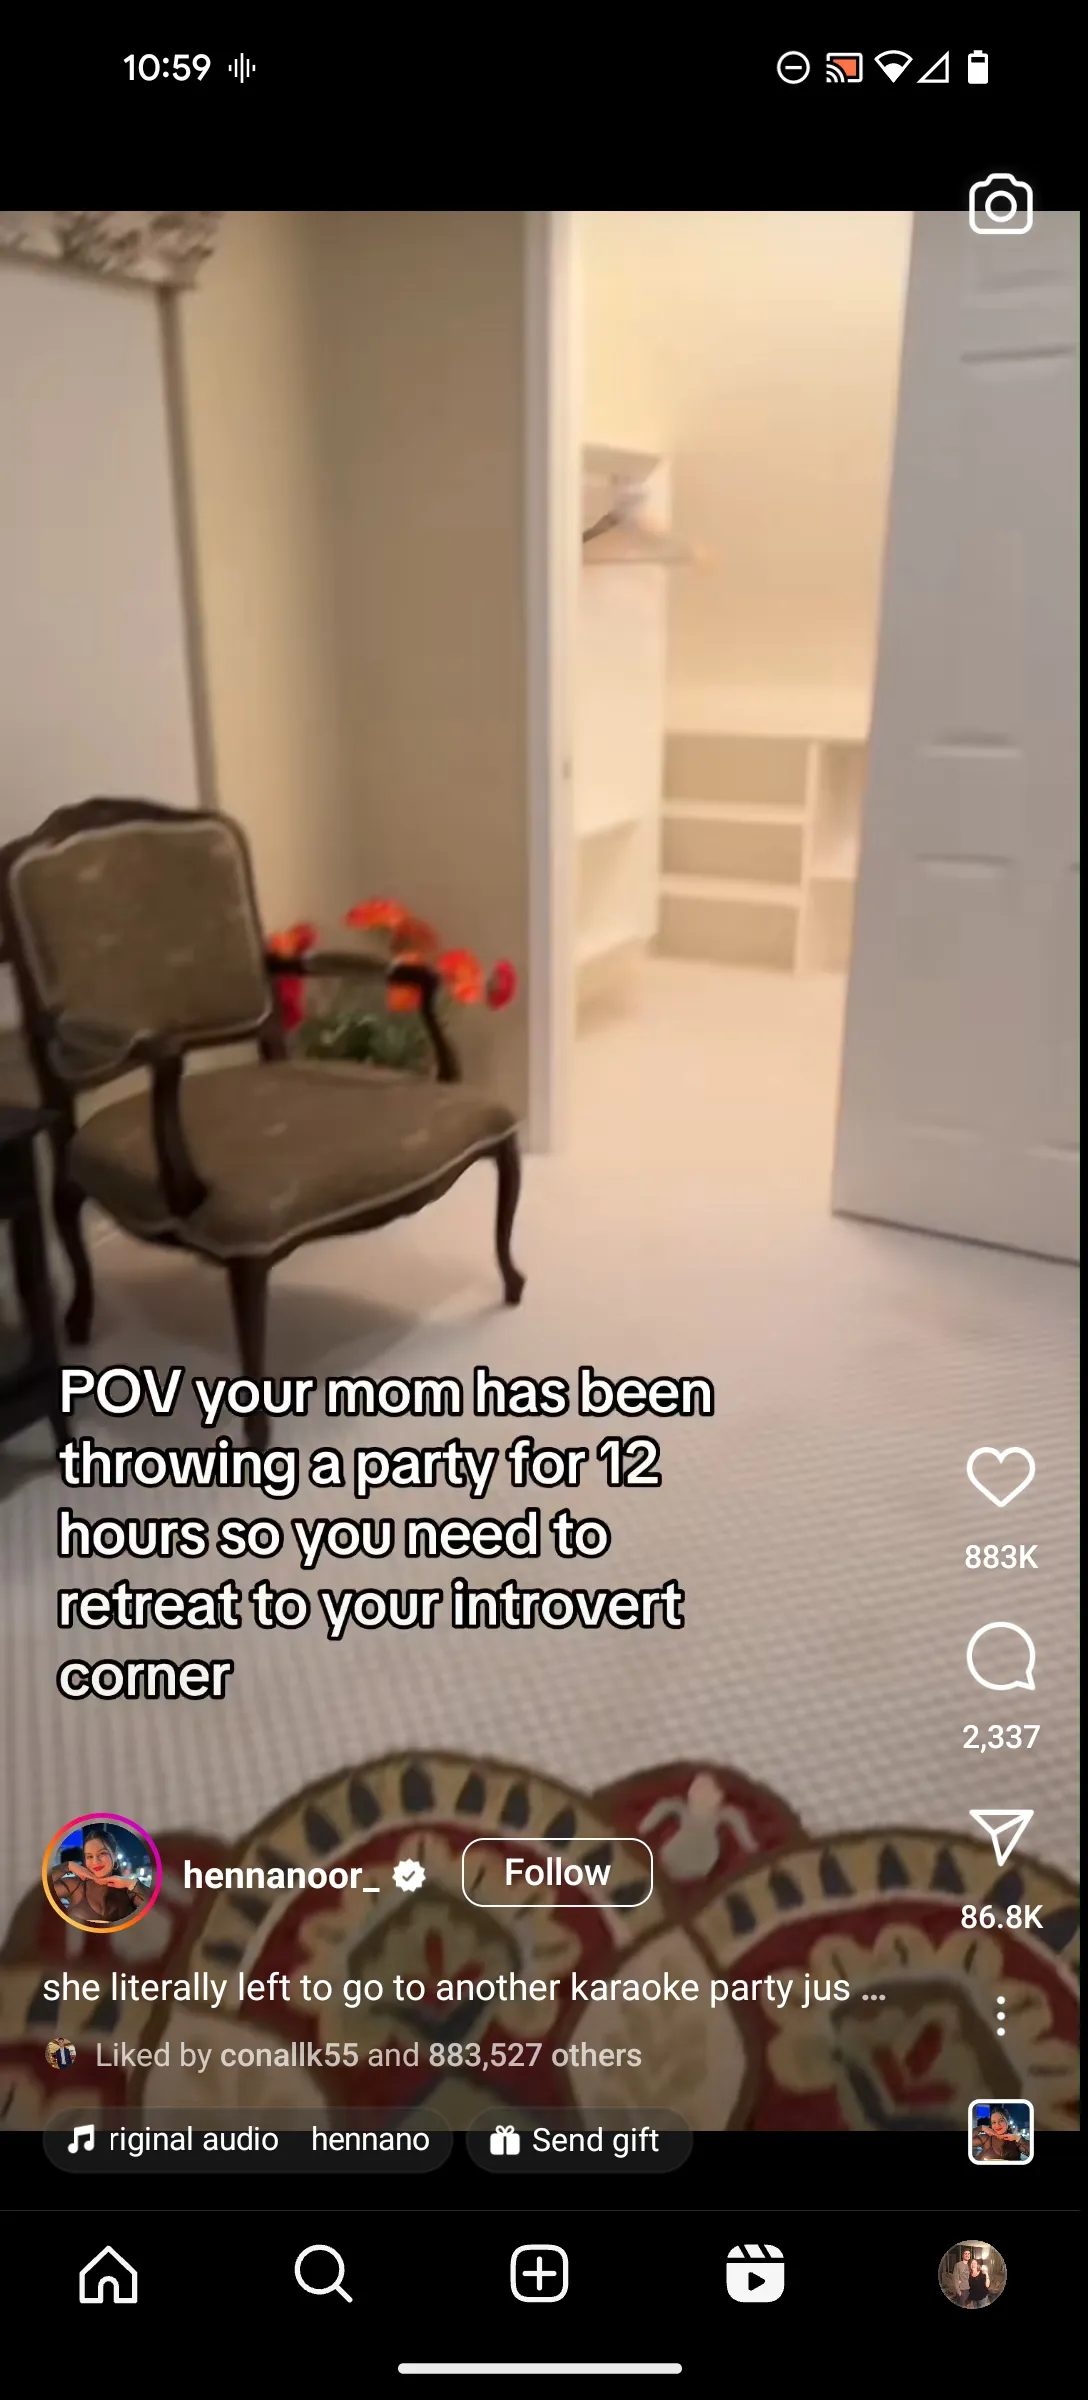 10:59
POV your mom has been
throwing a party for 12
hours so you need to
retreat to your introvert
corner
883K
2,337
86.8K
hennanoor_ Follow
she literally left to go to another karaoke party jus ...
Liked by conallk55 and 883,527 others
riginal audio hennano Send gift